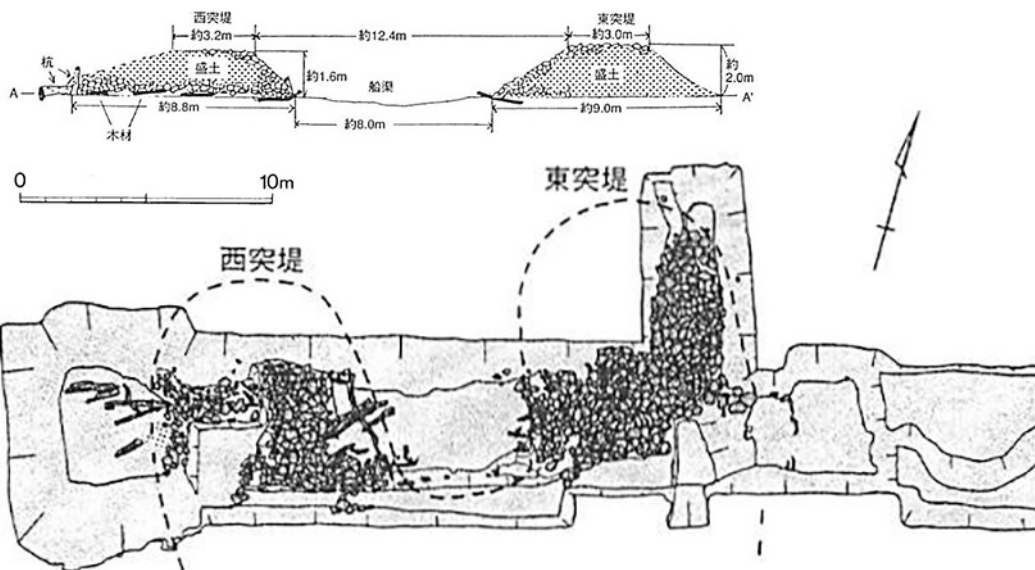 西突堤
約3.2m
約12.4m
東突堤
約3.0m
杭
盛土
約1.6m
船渠
盛土
約2.0m
A
A'
約8.8m
約9.0m
木材
約8.0m
0
10m
東突堤
西突堤